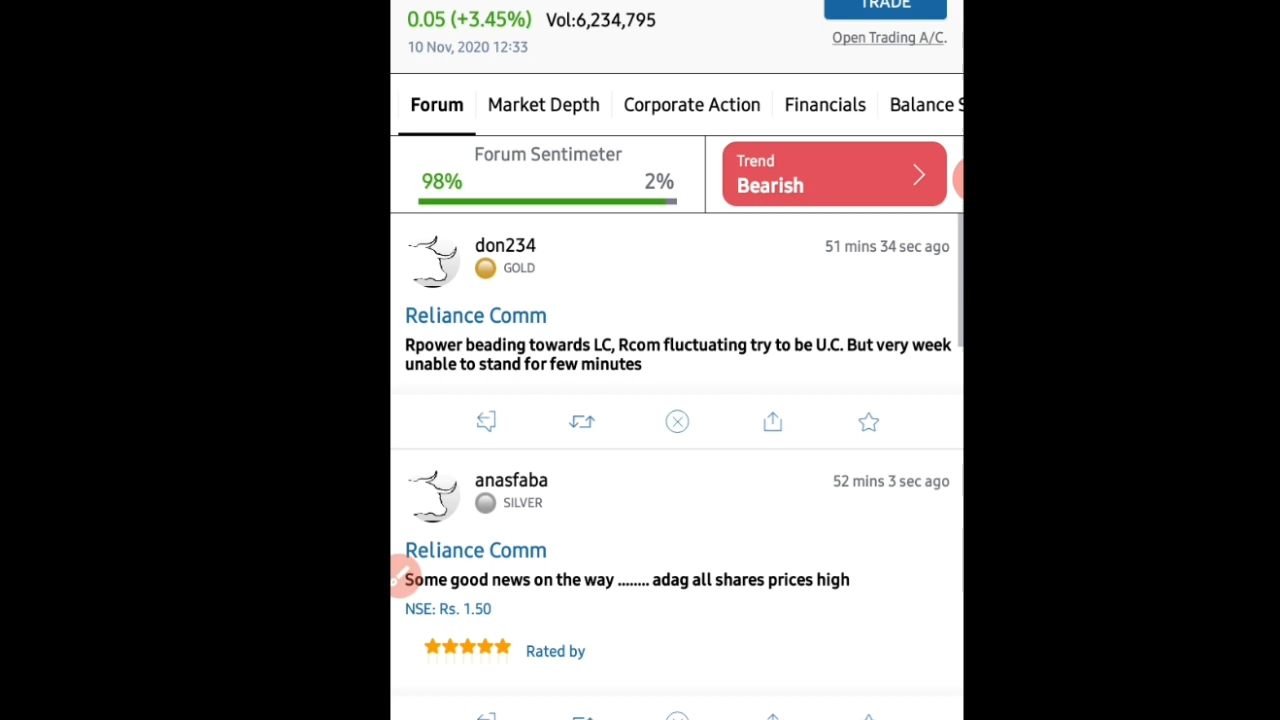 TRADE
0.05 (+3.45%) Vol:6,234,795
10 Nov, 2020 12:33
Open Trading A/C.
Forum Market Depth Corporate Action Financials Balance S
Forum Sentimeter
98% 2%
Trend
Bearish
don234
51 mins 34 sec ago
GOLD
Reliance Comm
Rpower beading towards LC, Rcom fluctuating try to be U.C. But very week
unable to stand for few minutes
anasfaba
52 mins 3 sec ago
SILVER
Reliance Comm
Some good news on the way ........ adag all shares prices high
NSE: Rs. 1.50
Rated by